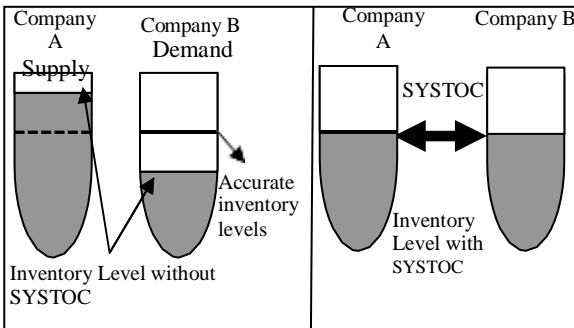 Company
A
Supply
Company B
Demand
Accurate
inventory
levels
Inventory Level without
SYSTOC
Company
A
Company B
SYSTOC
Inventory
Level with
SYSTOC